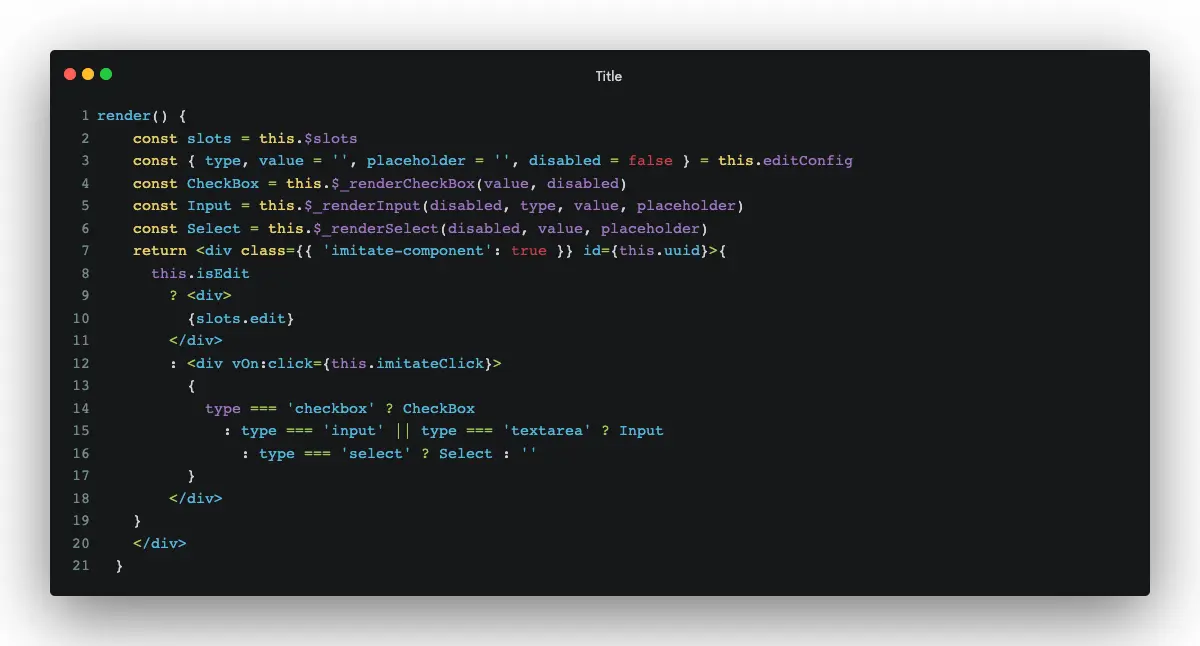 Title
1 render() {
2     const slots = this.$slots
3     const { type, value = '', placeholder = '', disabled = false } = this.editConfig
4     const CheckBox = this.$_renderCheckBox(value, disabled)
5     const Input = this.$_renderInput(disabled, type, value, placeholder)
6     const Select = this.$_renderSelect(disabled, value, placeholder)
7     return <div class={{ 'imitate-component': true }} id={this.uuid}>{
8       this.isEdit
9         ? <div>
10           {slots.edit}
11         </div>
12         : <div vOn:click={this.imitateClick}>
13           {
14             type === 'checkbox' ? CheckBox
15               : type === 'input' || type === 'textarea' ? Input
16                 : type === 'select' ? Select : ''
17           }
18         </div>
19     }
20     </div>
21   }